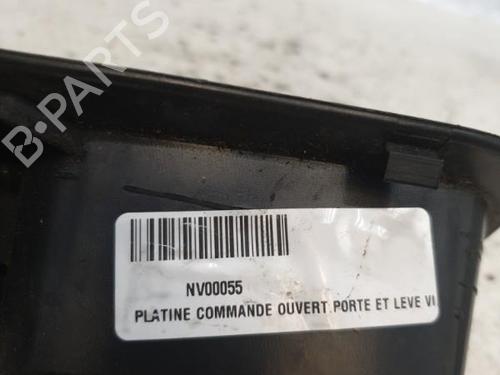 B-PARTS
NV00055
PLATINE COMMANDE OUVERT PORTE ET LEVE VI